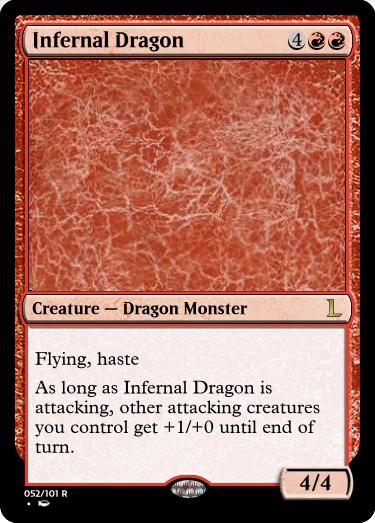 Infernal Dragon 4
Creature — Dragon Monster L
Flying, haste
As long as Infernal Dragon is
attacking, other attacking creatures
you control get +1/+0 until end of
turn.
4/4
052/101 R